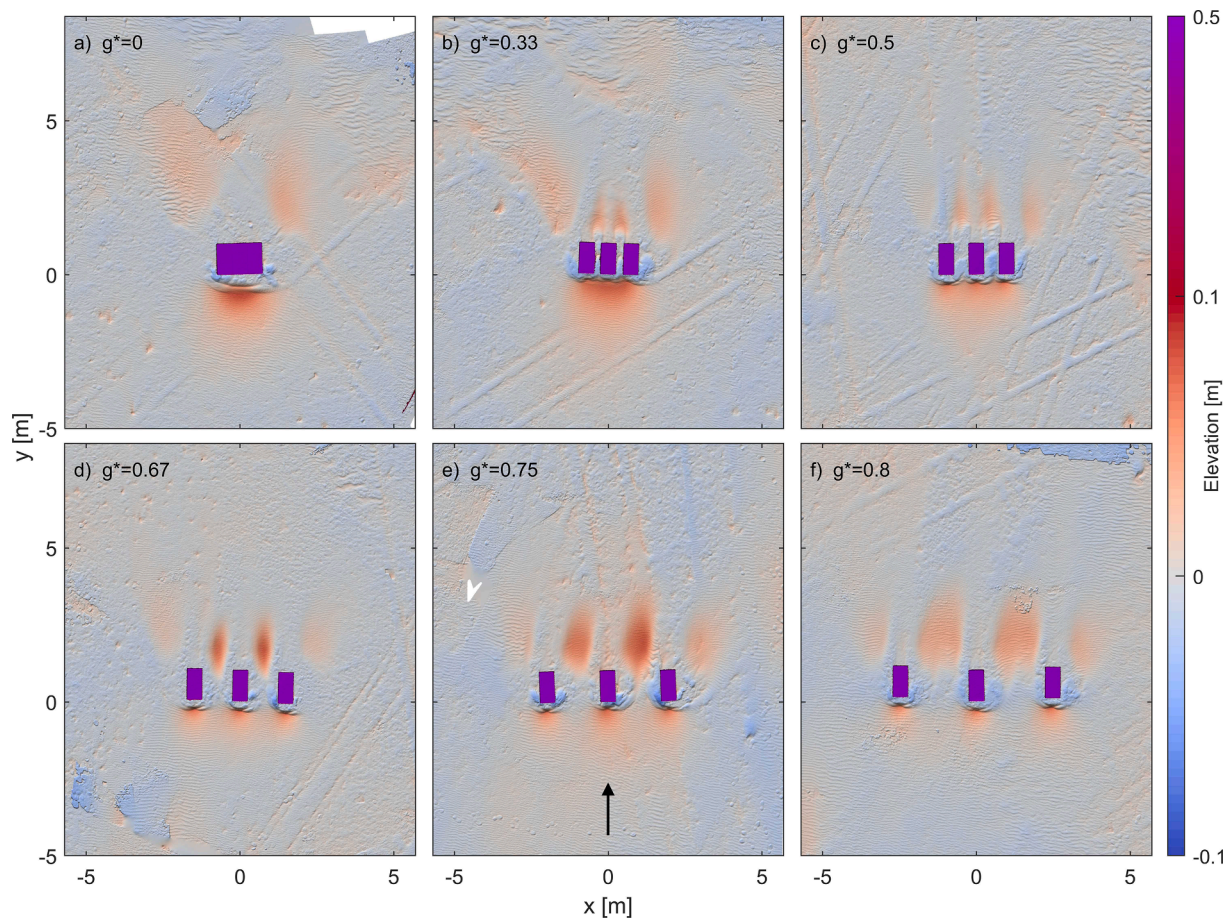 a) g*=0
b) g*=0.33
c) g*=0.5
0.5
5
0
-5
0.1
y [m]
Elevation [m]
d) g*=0.67
e) g*=0.75
f) g*=0.8
5
0
-5
0
-0.1
-5 0 5
-5 0 5
-5 0 5
x [m]